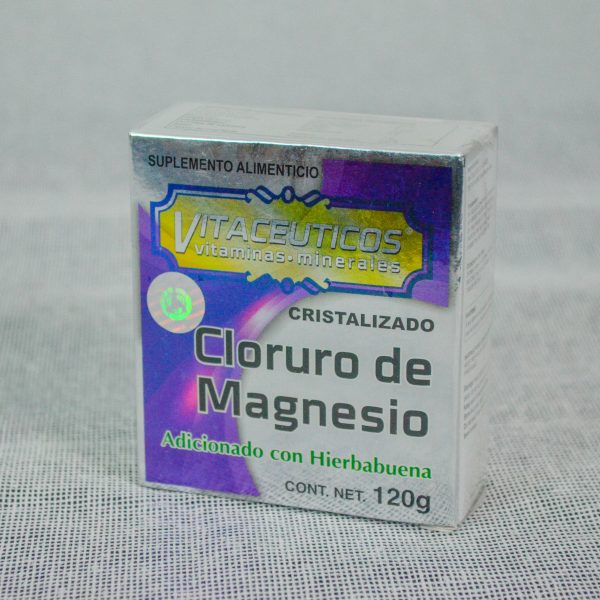 SUPLEMENTO ALIMENTICIO
VITACEUTICOS®
vitaminas • minerales
CRISTALIZADO
Cloruro de
Magnesio
Adicionado con Hierbabuena
CONT. NET. 120g